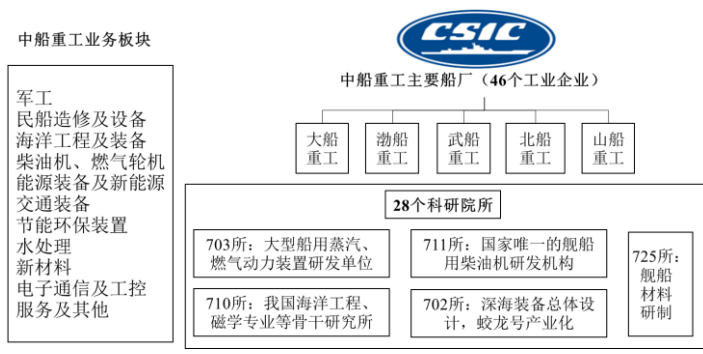 中船重工业务板块
军工
民船造修及设备
海洋工程及装备
柴油机、燃气轮机
能源装备及新能源
交通装备
节能环保装置
水处理
新材料
电子通信及工控
服务及其他
CSIC
中船重工主要船厂（46个工业企业）
大船
重工
渤船
重工
武船
重工
北船
重工
山船
重工
28个科研院所
703所：大型船用蒸汽、
燃气动力装置研发单位
711所：国家唯一的舰船
用柴油机研发机构
710所：我国海洋工程、
磁学专业等骨干研究所
702所：深海装备总体设
计，蛟龙号产业化
725所：
舰船
材料
研制